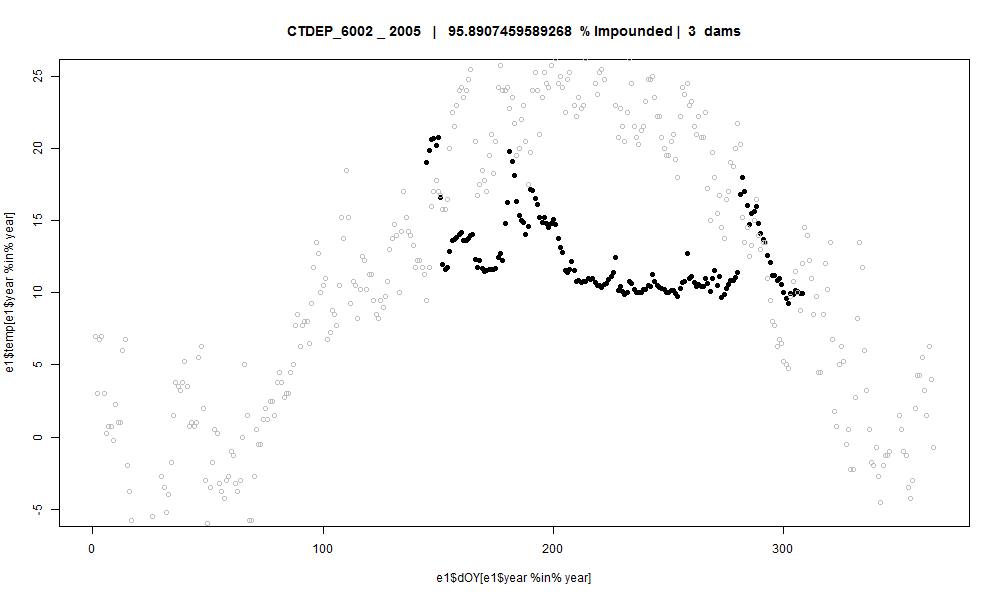 CTDEP_6002 _ 2005 | 95.8907459589268 % Impounded | 3 dams
25
20
15
10
5
0
-5
e1$temp[e1$year %in% year]
0 100 200 300
e1$dOY[e1$year %in% year]